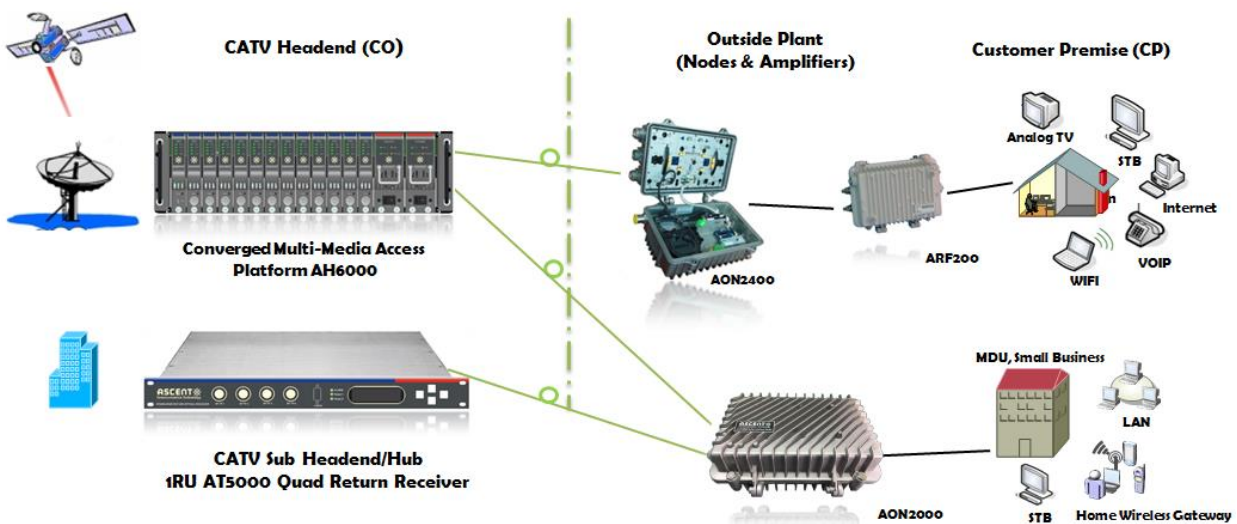 CATV Headend (CO)
Outside Plant
(Nodes & Amplifiers)
Customer Premise (CP)
Analog TV
STB
Internet
VOIP
WIFI
Converged Multi-Media Access
Platform AH6000
AON2400
ARF200
ASCENT
CATV Sub Headend/Hub
1RU AT5000 Quad Return Receiver
ASCENT
AON2000
MDU, Small Business
LAN
STB
Home Wireless Gateway